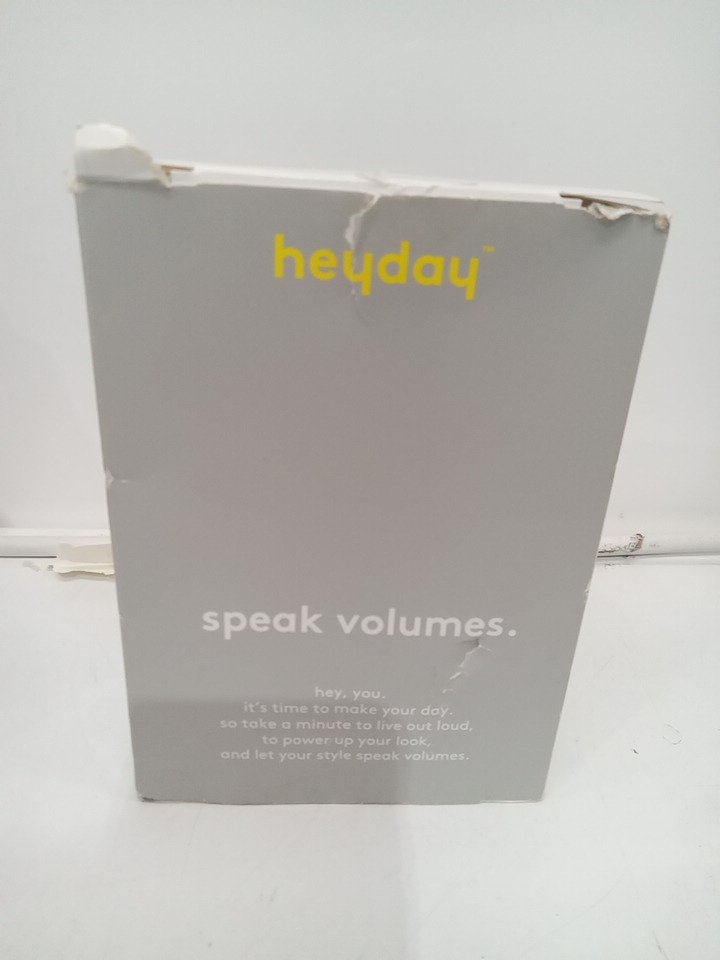 heyday™
speak volumes.
hey, you.
it's time to make your day.
so take a minute to live out loud,
to power up your look,
and let your style speak volumes.